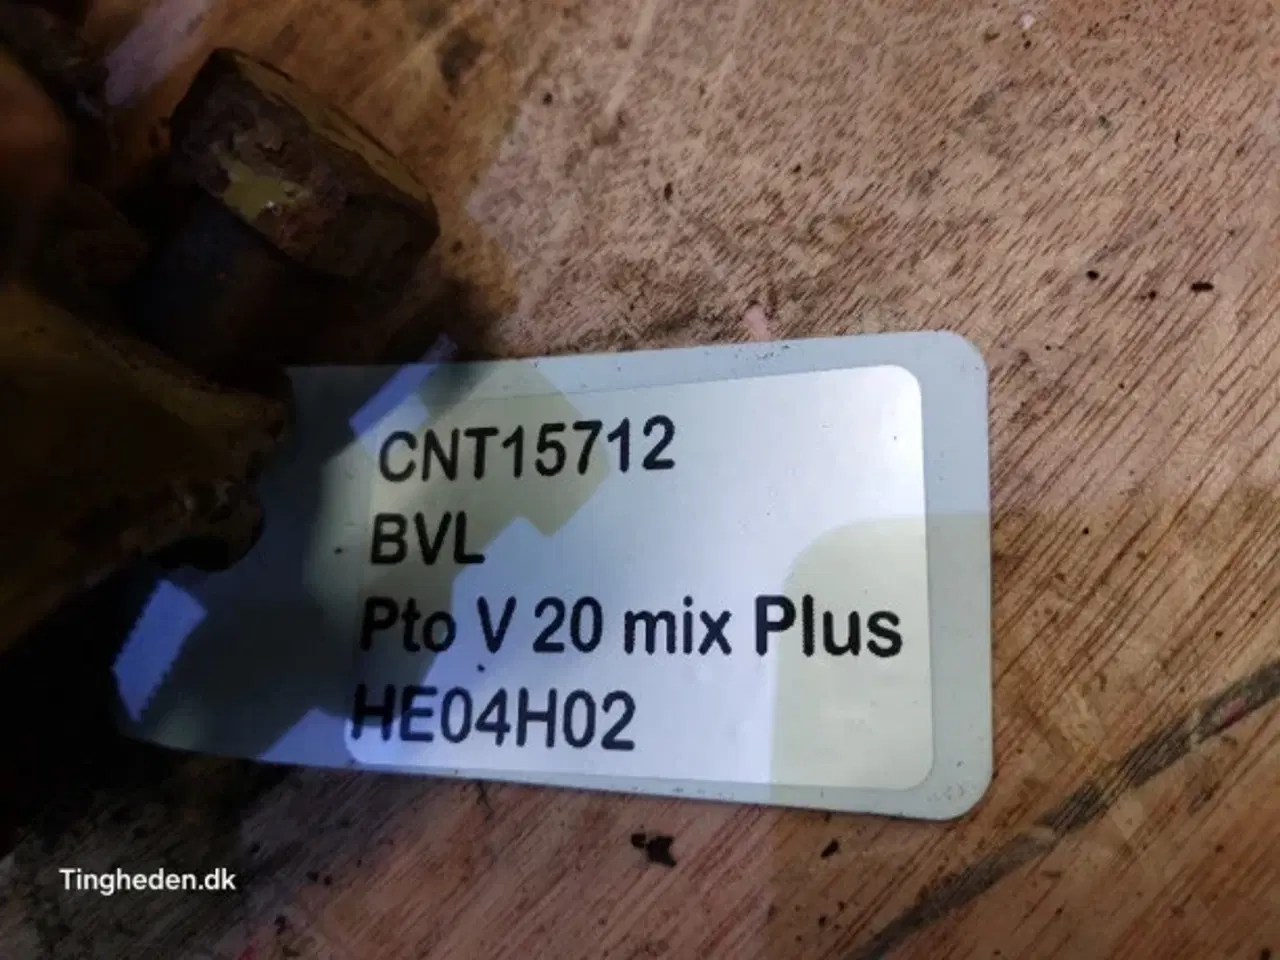 CNT15712
BVL
Pto V 20 mix Plus
HE04H02
Tingheden.dk